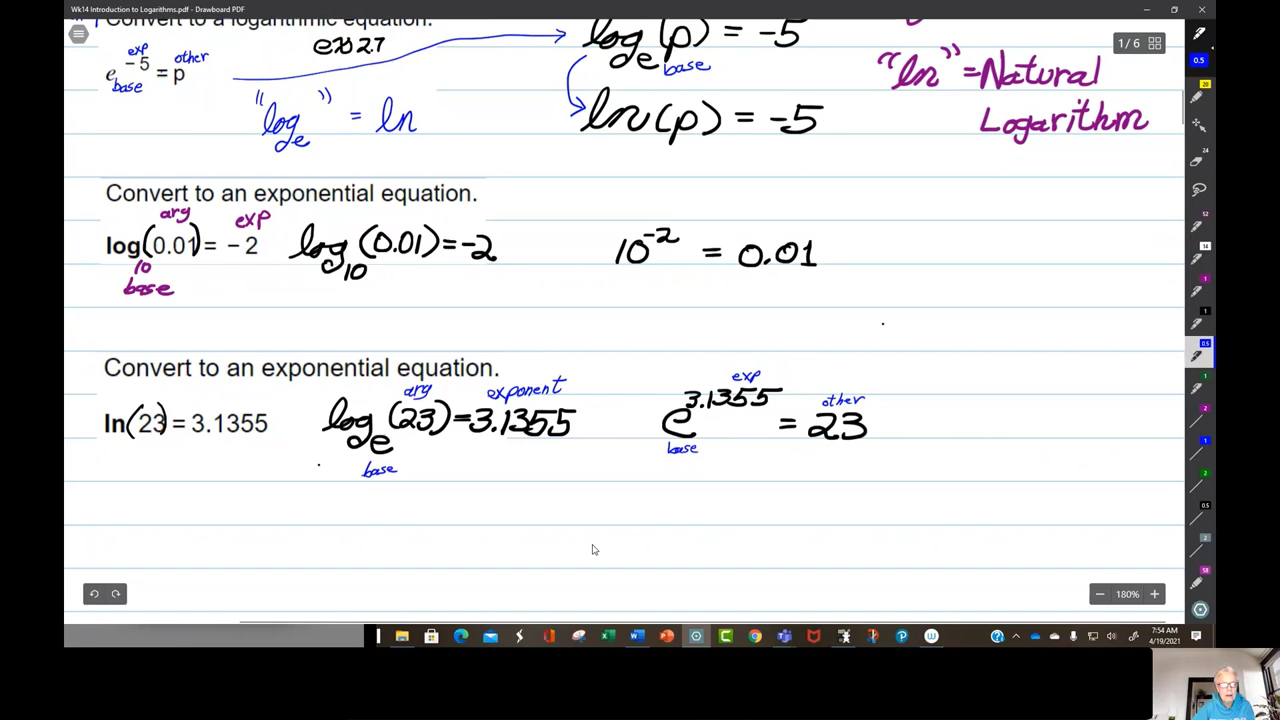 Wk14 Introduction to Logarithms.pdf - Drawboard PDF
Convert to a logarithmic equation.
e≈2.7
log_e (p) = -5
base
1 / 6
e^-5 = p
exp
other
base
"ln" = Natural
Logarithm
"log_e" = ln
ln(p) = -5
Convert to an exponential equation.
arg
exp
log(0.01) = -2
10
base
log_10 (0.01) = -2
10^-2 = 0.01
Convert to an exponential equation.
arg
exponent
exp
other
ln(23) = 3.1355
log_e (23) = 3.1355
e^3.1355 = 23
base
base
180%
7:54 AM
4/19/2021